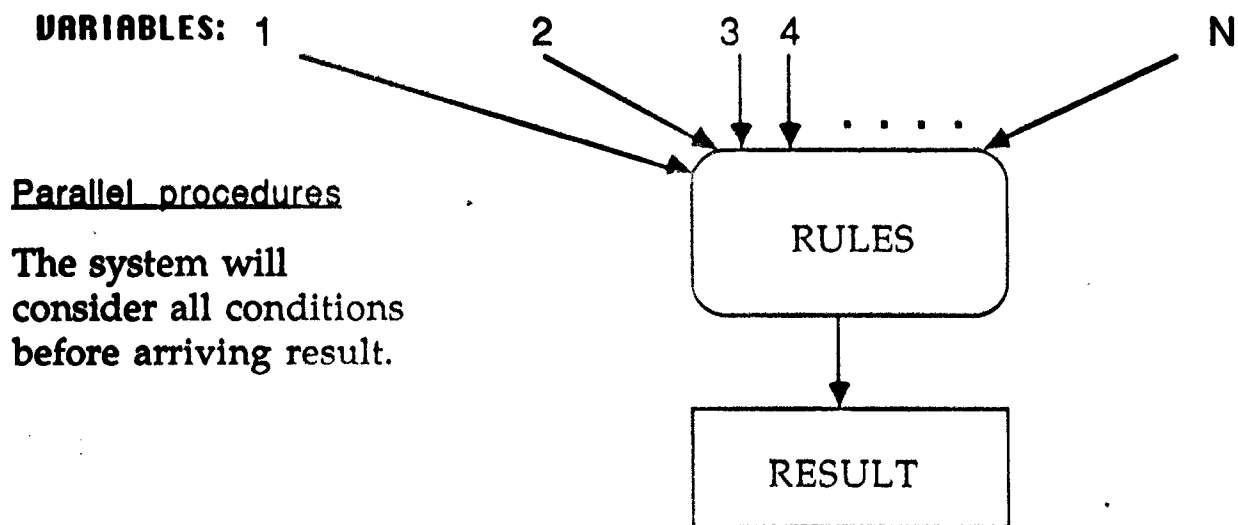 VARIABLES: 1 2 3 4 N
. . . .
Parallel procedures
RULES
The system will
consider all conditions
before arriving result.
RESULT